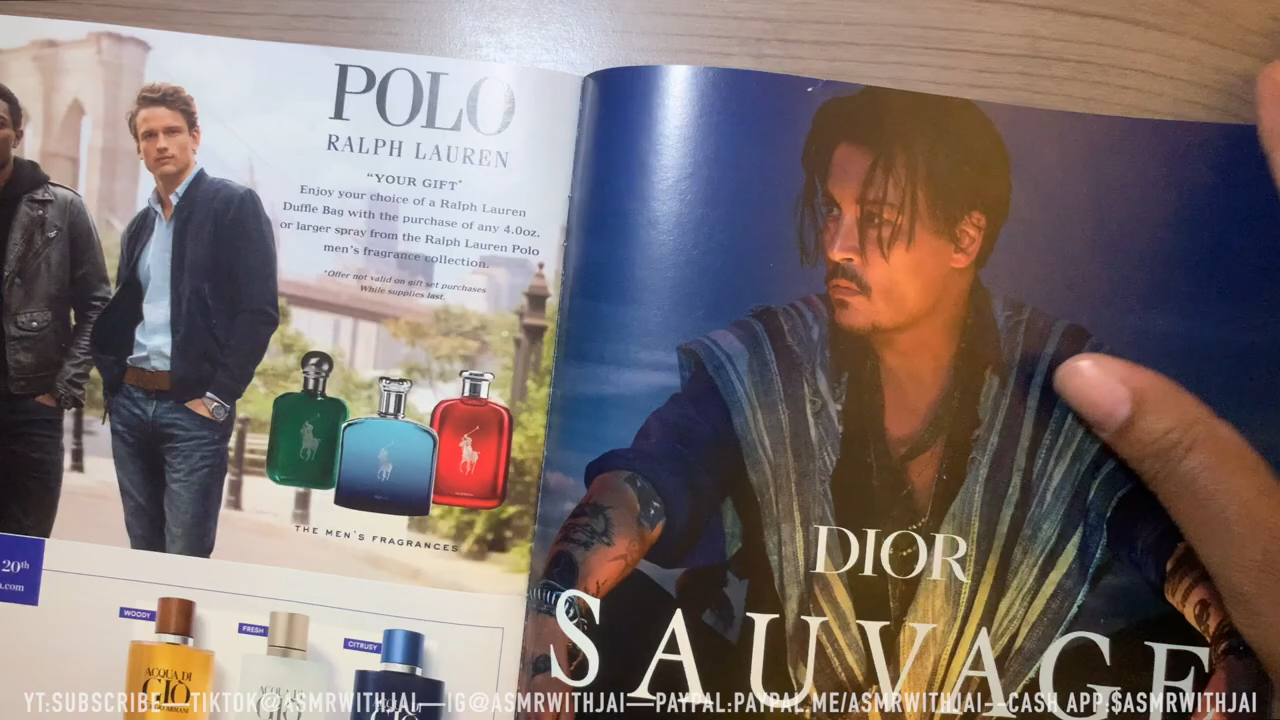 POLO
RALPH LAUREN
"YOUR GIFT*
Enjoy your choice of a Ralph Lauren
Duffle Bag with the purchase of any 4.0oz.
or larger spray from the Ralph Lauren Polo
men's fragrance collection.
*Offer not valid on gift set purchases
While supplies last.
THE MEN'S FRAGRANCES
20th
.com
WOODY
FRESH
CITRUSY
ACQUA DI
GIÒ
DIOR
SAUVAGE
YT:SUBSCRIBE—TIKTOK@ASMRWITHJAI—IG@ASMRWITHJAI—PAYPAL:PAYPAL.ME/ASMRWITHJAI--CASH APP:$ASMRWITHJAI